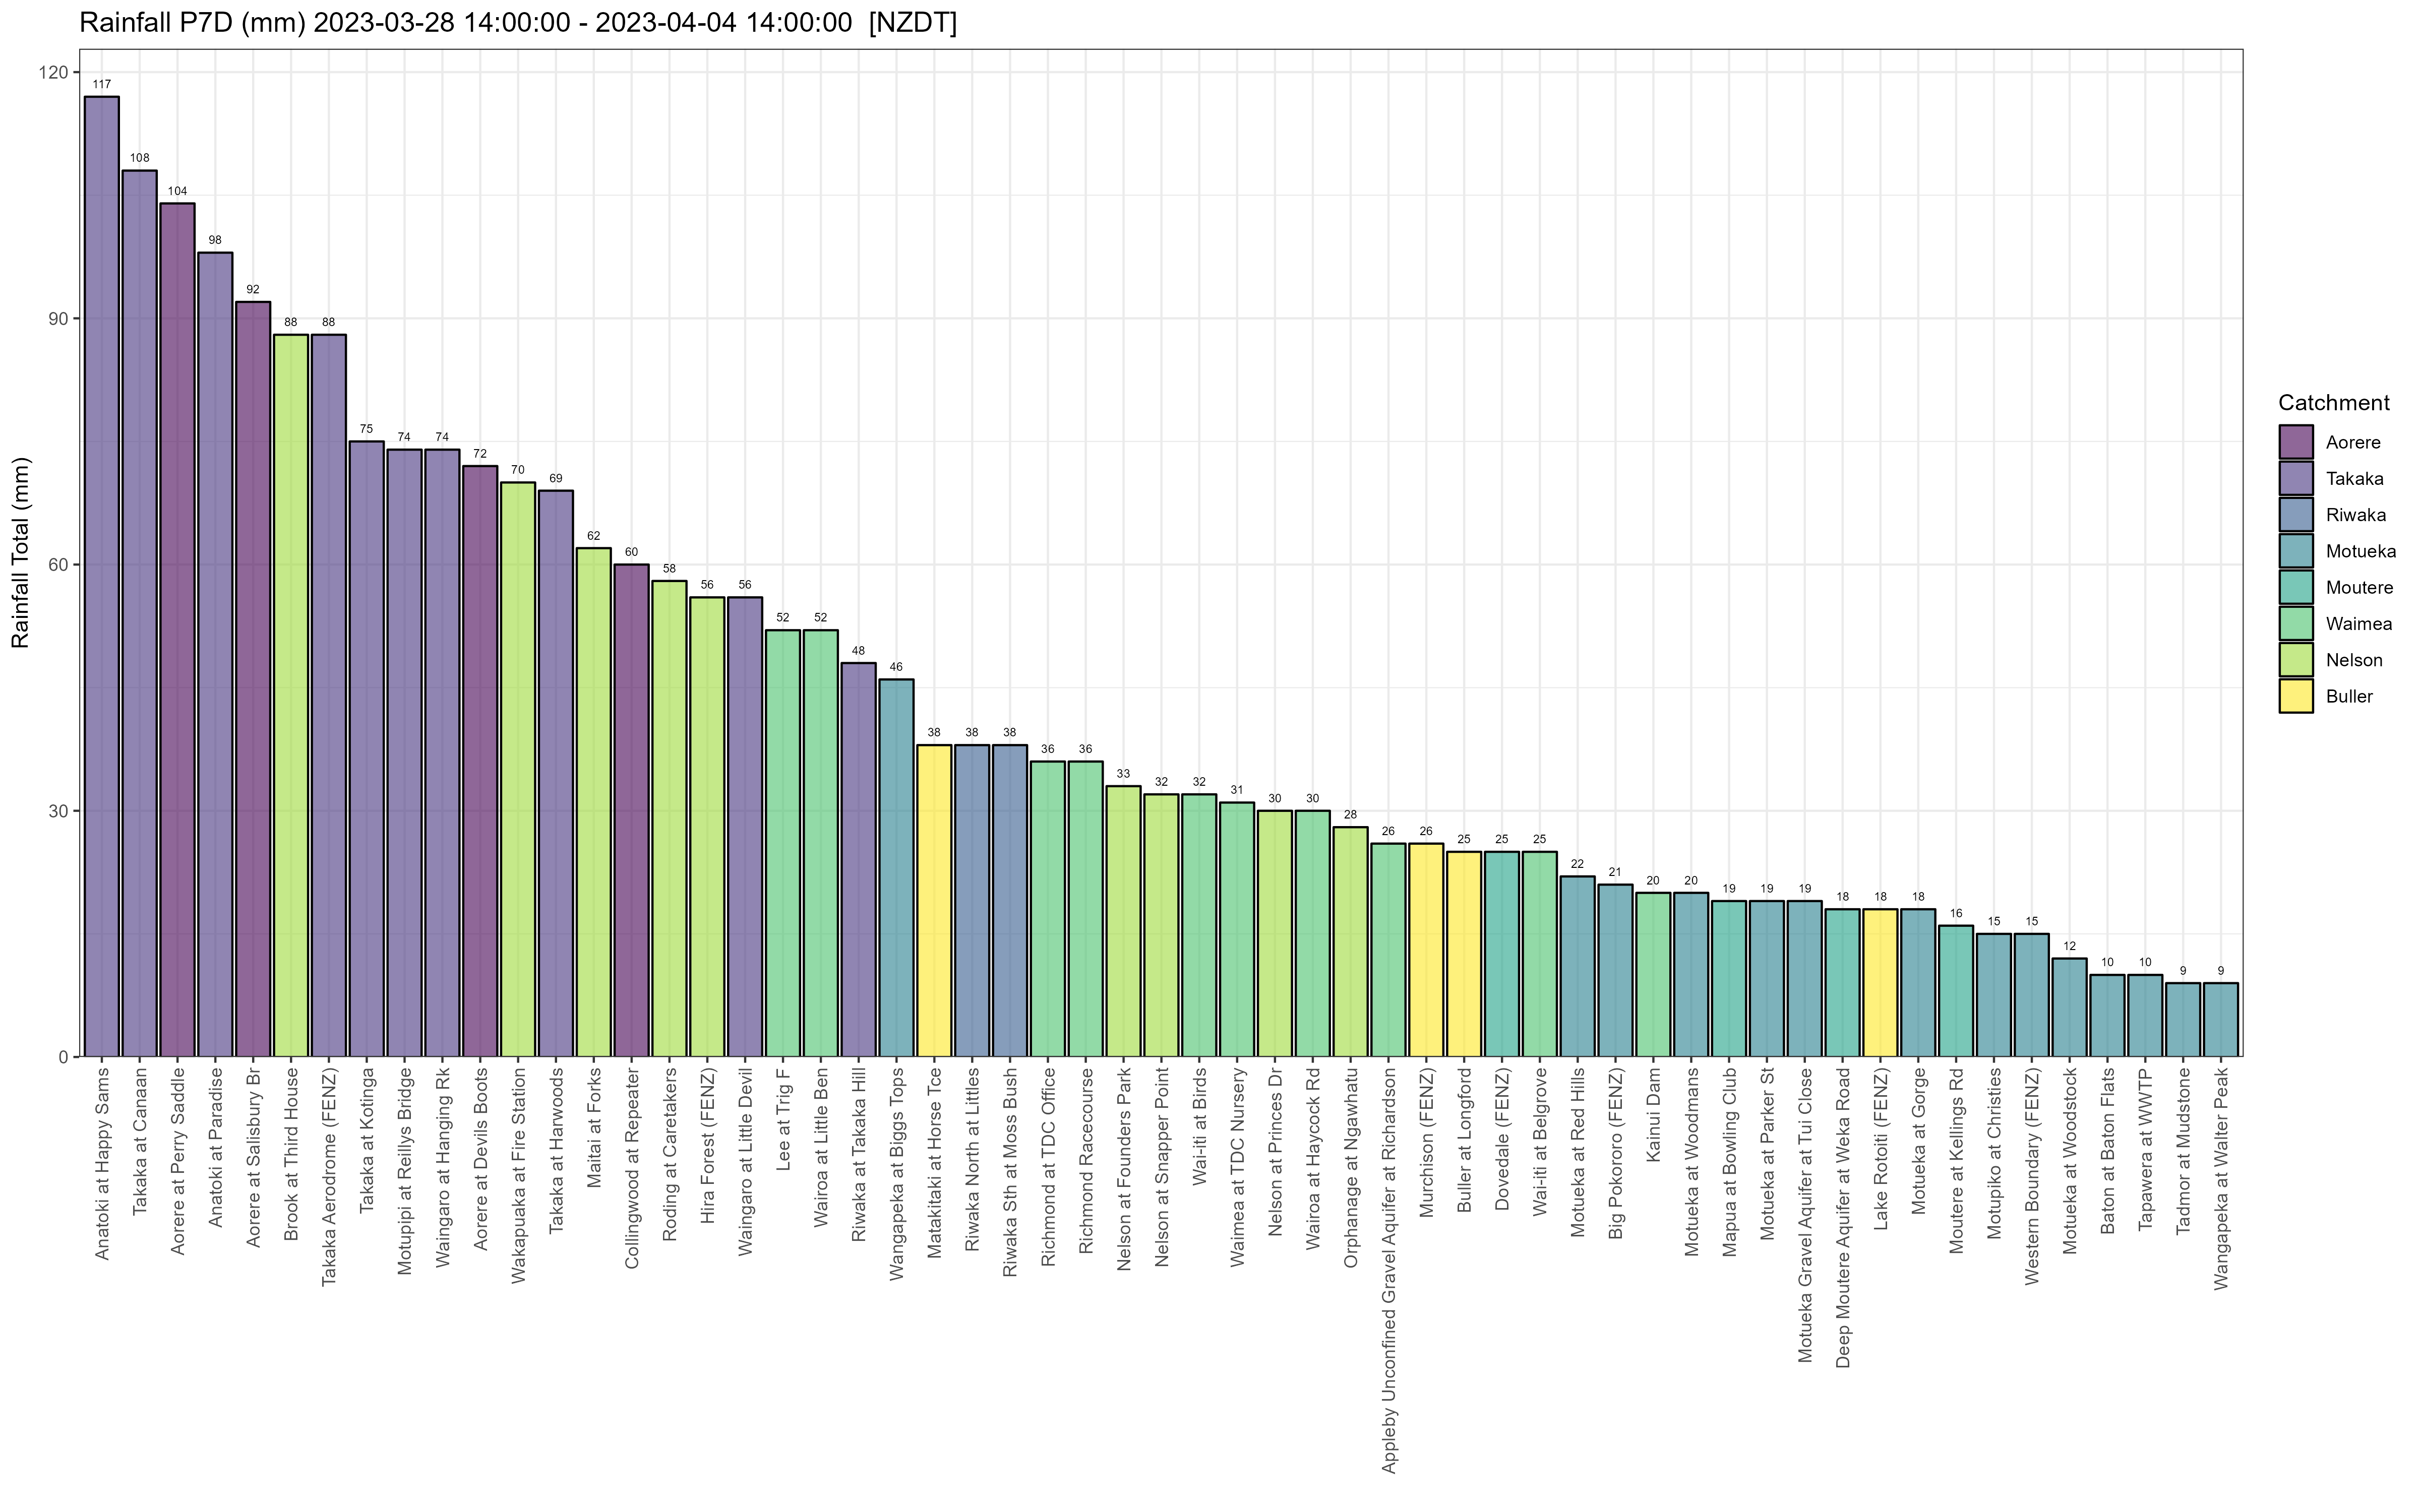 Rainfall P7D (mm) 2023-03-28 14:00:00 - 2023-04-04 14:00:00  [NZDT]
Rainfall Total (mm)
120
90
60
30
0
117
108
104
98
92
88
88
75
74
74
72
70
69
62
60
58
56
56
52
52
48
46
38
38
38
36
36
33
32
32
31
30
30
28
26
26
25
25
25
22
21
20
20
19
19
19
18
18
18
16
15
15
12
10
10
9
9
Anatoki at Happy Sams
Takaka at Canaan
Aorere at Perry Saddle
Anatoki at Paradise
Aorere at Salisbury Br
Brook at Third House
Takaka Aerodrome (FENZ)
Takaka at Kotinga
Motupipi at Reillys Bridge
Waingaro at Hanging Rk
Aorere at Devils Boots
Wakapuaka at Fire Station
Takaka at Harwoods
Maitai at Forks
Collingwood at Repeater
Roding at Caretakers
Hira Forest (FENZ)
Waingaro at Little Devil
Lee at Trig F
Wairoa at Little Ben
Riwaka at Takaka Hill
Wangapeka at Biggs Tops
Matakitaki at Horse Tce
Riwaka North at Littles
Riwaka Sth at Moss Bush
Richmond at TDC Office
Richmond Racecourse
Nelson at Founders Park
Nelson at Snapper Point
Wai-iti at Birds
Waimea at TDC Nursery
Nelson at Princes Dr
Wairoa at Haycock Rd
Orphanage at Ngawhatu
Appleby Unconfined Gravel Aquifer at Richardson
Murchison (FENZ)
Buller at Longford
Dovedale (FENZ)
Wai-iti at Belgrove
Motueka at Red Hills
Big Pokororo (FENZ)
Kainui Dam
Motueka at Woodmans
Mapua at Bowling Club
Motueka at Parker St
Motueka Gravel Aquifer at Tui Close
Deep Moutere Aquifer at Weka Road
Lake Rotoiti (FENZ)
Motueka at Gorge
Moutere at Kellings Rd
Motupiko at Christies
Western Boundary (FENZ)
Motueka at Woodstock
Baton at Baton Flats
Tapawera at WWTP
Tadmor at Mudstone
Wangapeka at Walter Peak
Catchment
Aorere
Takaka
Riwaka
Motueka
Moutere
Waimea
Nelson
Buller